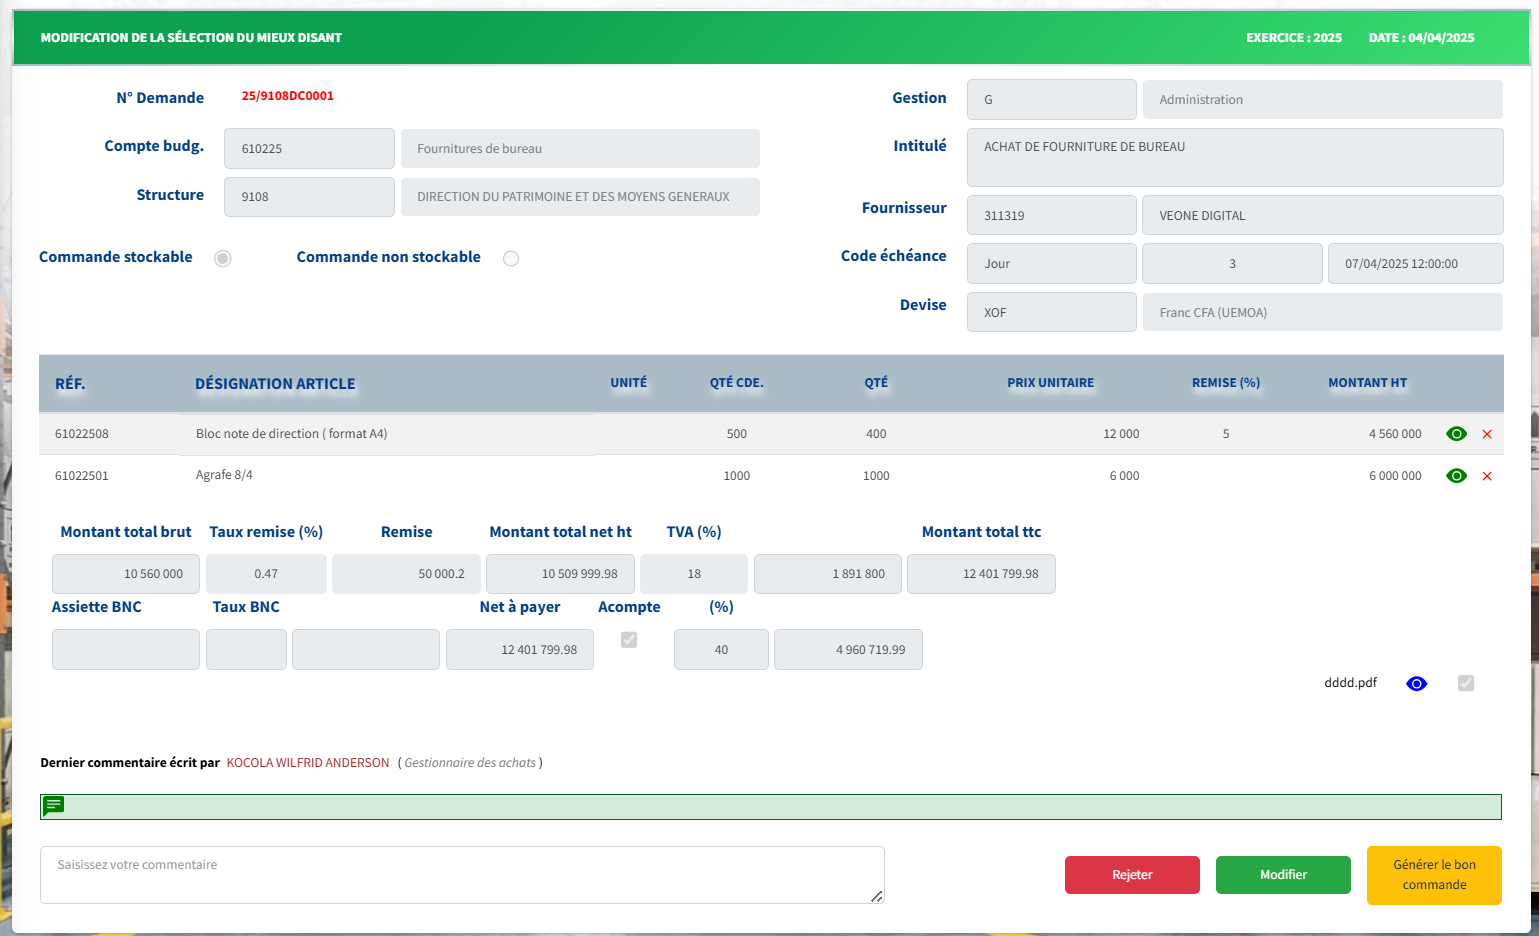 MODIFICATION DE LA SÉLECTION DU MIEUX DISANT EXERCICE : 2025 DATE : 04/04/2025
N° Demande 25/9108DC0001
Compte budg. 610225 Fournitures de bureau
Structure 9108 DIRECTION DU PATRIMOINE ET DES MOYENS GENERAUX
Commande stockable Commande non stockable
Gestion G Administration
Intitulé ACHAT DE FOURNITURE DE BUREAU
Fournisseur 311319 VEONE DIGITAL
Code échéance Jour 3 07/04/2025 12:00:00
Devise XOF Franc CFA (UEMOA)
RÉF. DÉSIGNATION ARTICLE UNITÉ QTÉ CDE. QTÉ PRIX UNITAIRE REMISE (%) MONTANT HT
61022508 Bloc note de direction ( format A4) 500 400 12 000 5 4 560 000
61022501 Agrafe 8/4 1000 1000 6 000 6 000 000
Montant total brut Taux remise (%) Remise Montant total net ht TVA (%) Montant total ttc
10 560 000 0.47 50 000.2 10 509 999.98 18 1 891 800 12 401 799.98
Assiette BNC Taux BNC Net à payer Acompte (%)
12 401 799.98 40 4 960 719.99
dddd.pdf
Dernier commentaire écrit par KOCOLA WILFRID ANDERSON ( Gestionnaire des achats )
Saisissez votre commentaire
Rejeter Modifier Générer le bon
commande